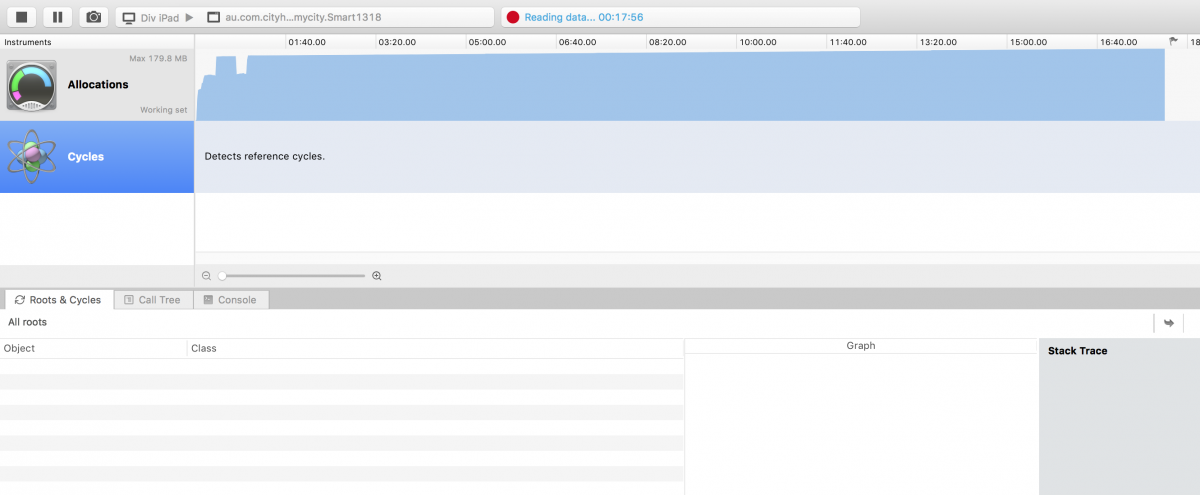 Div iPad
au.com.cityh...mycity.Smart1318
Reading data... 00:17:56
Instruments
01:40.00 03:20.00 05:00.00 06:40.00 08:20.00 10:00.00 11:40.00 13:20.00 15:00.00 16:40.00 18
Max 179.8 MB
Allocations
Working set
Cycles
Detects reference cycles.
Roots & Cycles
Call Tree
Console
All roots
Object
Class
Graph
Stack Trace